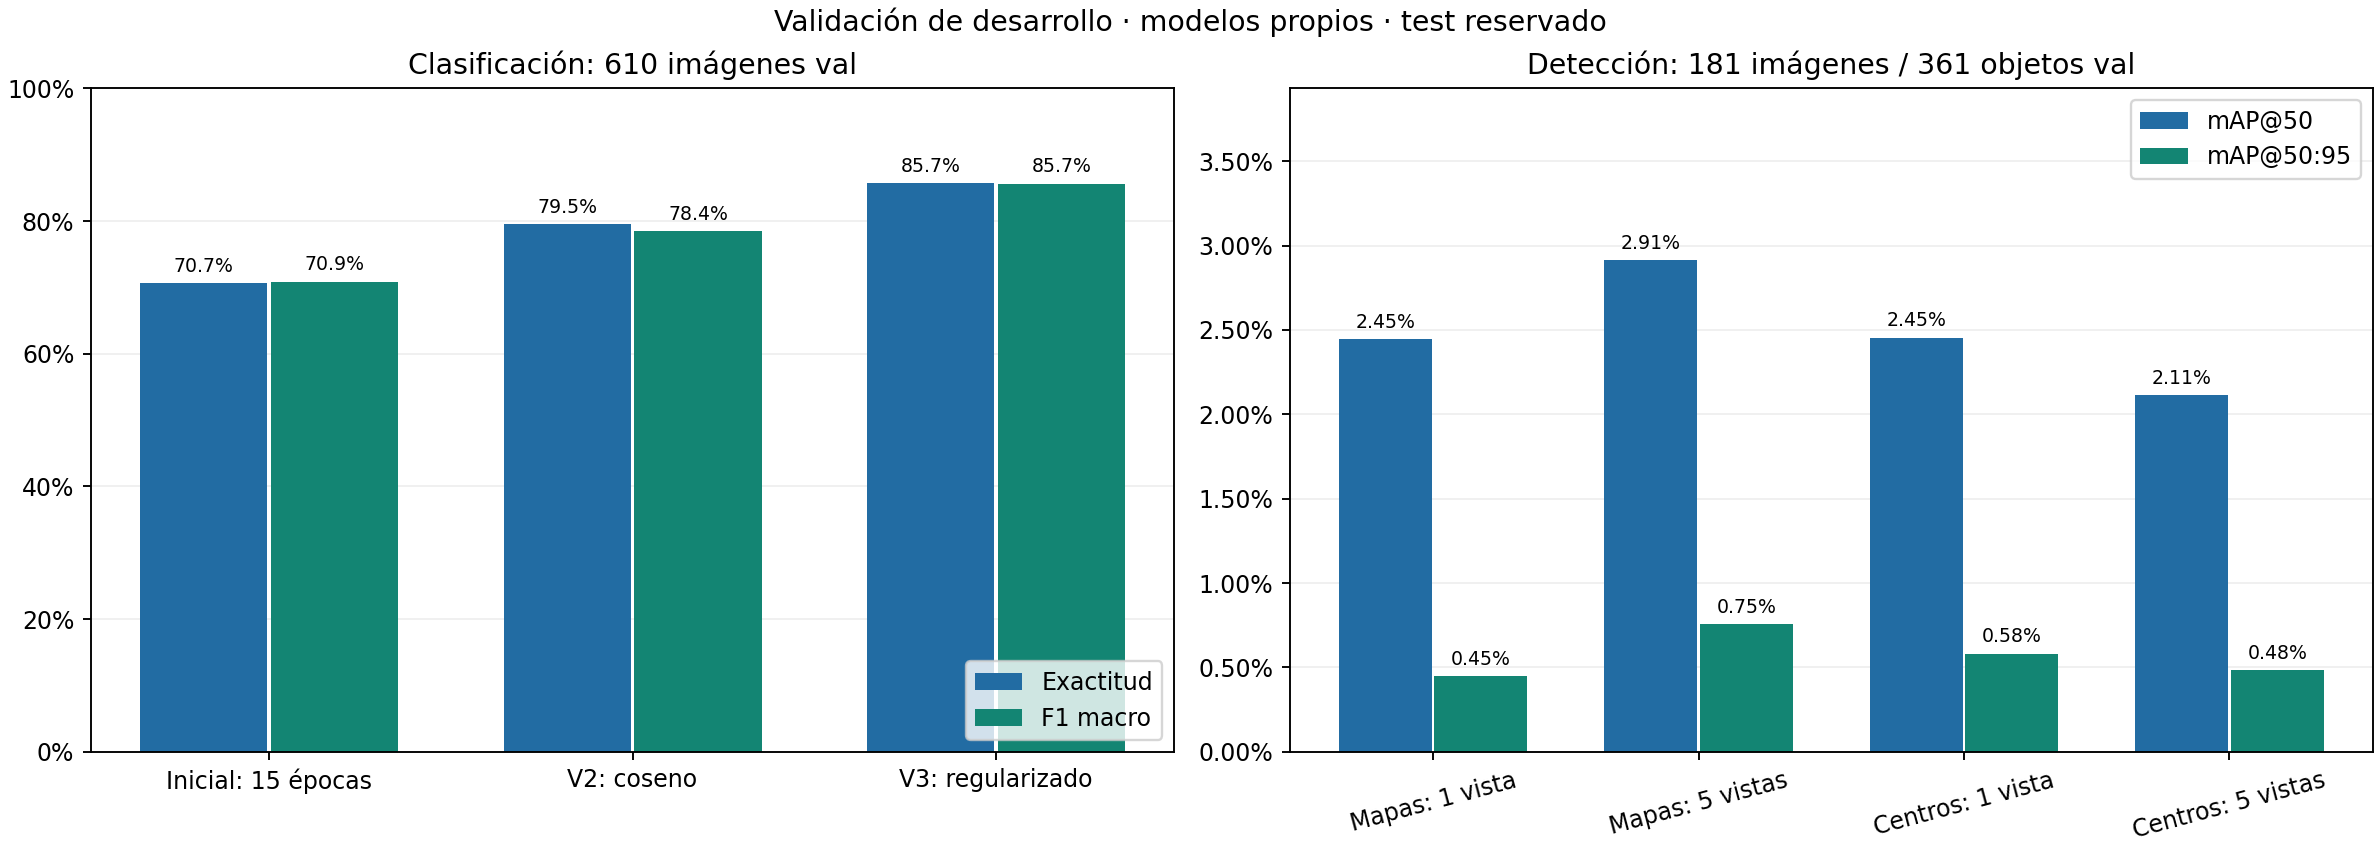 Validación de desarrollo · modelos propios · test reservado
Clasificación: 610 imágenes val
100%
80%
60%
40%
20%
0%
70.7%
70.9%
79.5%
78.4%
85.7%
85.7%
Exactitud
F1 macro
Inicial: 15 épocas
V2: coseno
V3: regularizado
Detección: 181 imágenes / 361 objetos val
mAP@50
mAP@50:95
3.50%
3.00%
2.50%
2.00%
1.50%
1.00%
0.50%
0.00%
2.45%
0.45%
2.91%
0.75%
2.45%
0.58%
2.11%
0.48%
Mapas: 1 vista
Mapas: 5 vistas
Centros: 1 vista
Centros: 5 vistas